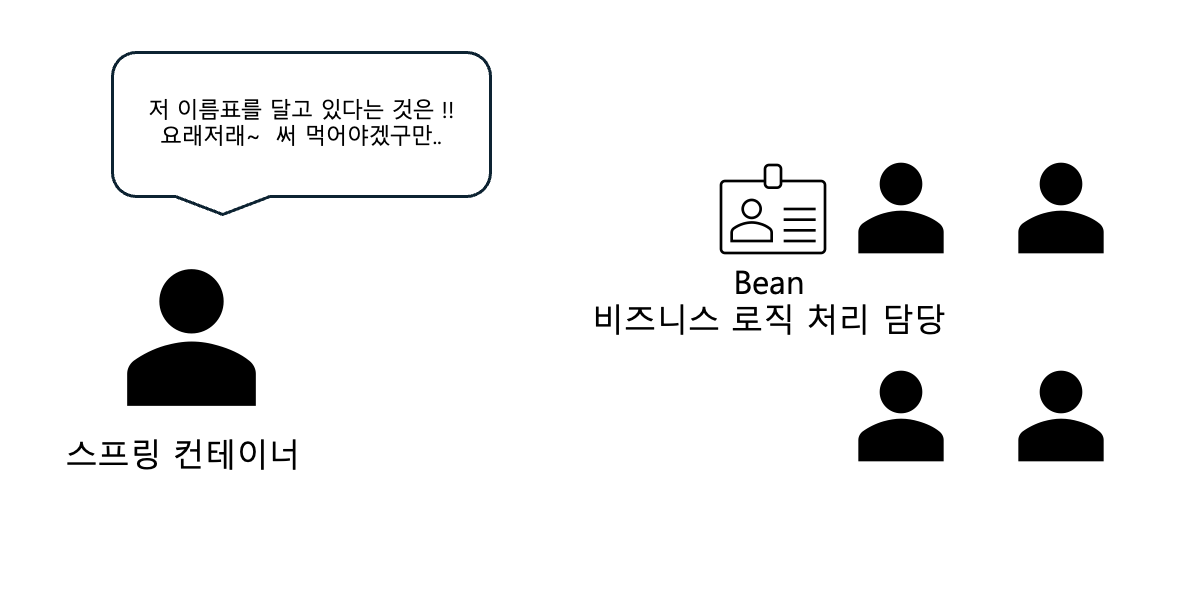 저 이름표를 달고 있다는 것은 !!
요래저래~ 써 먹어야겠구만..
Bean
비즈니스 로직 처리 담당
스프링 컨테이너